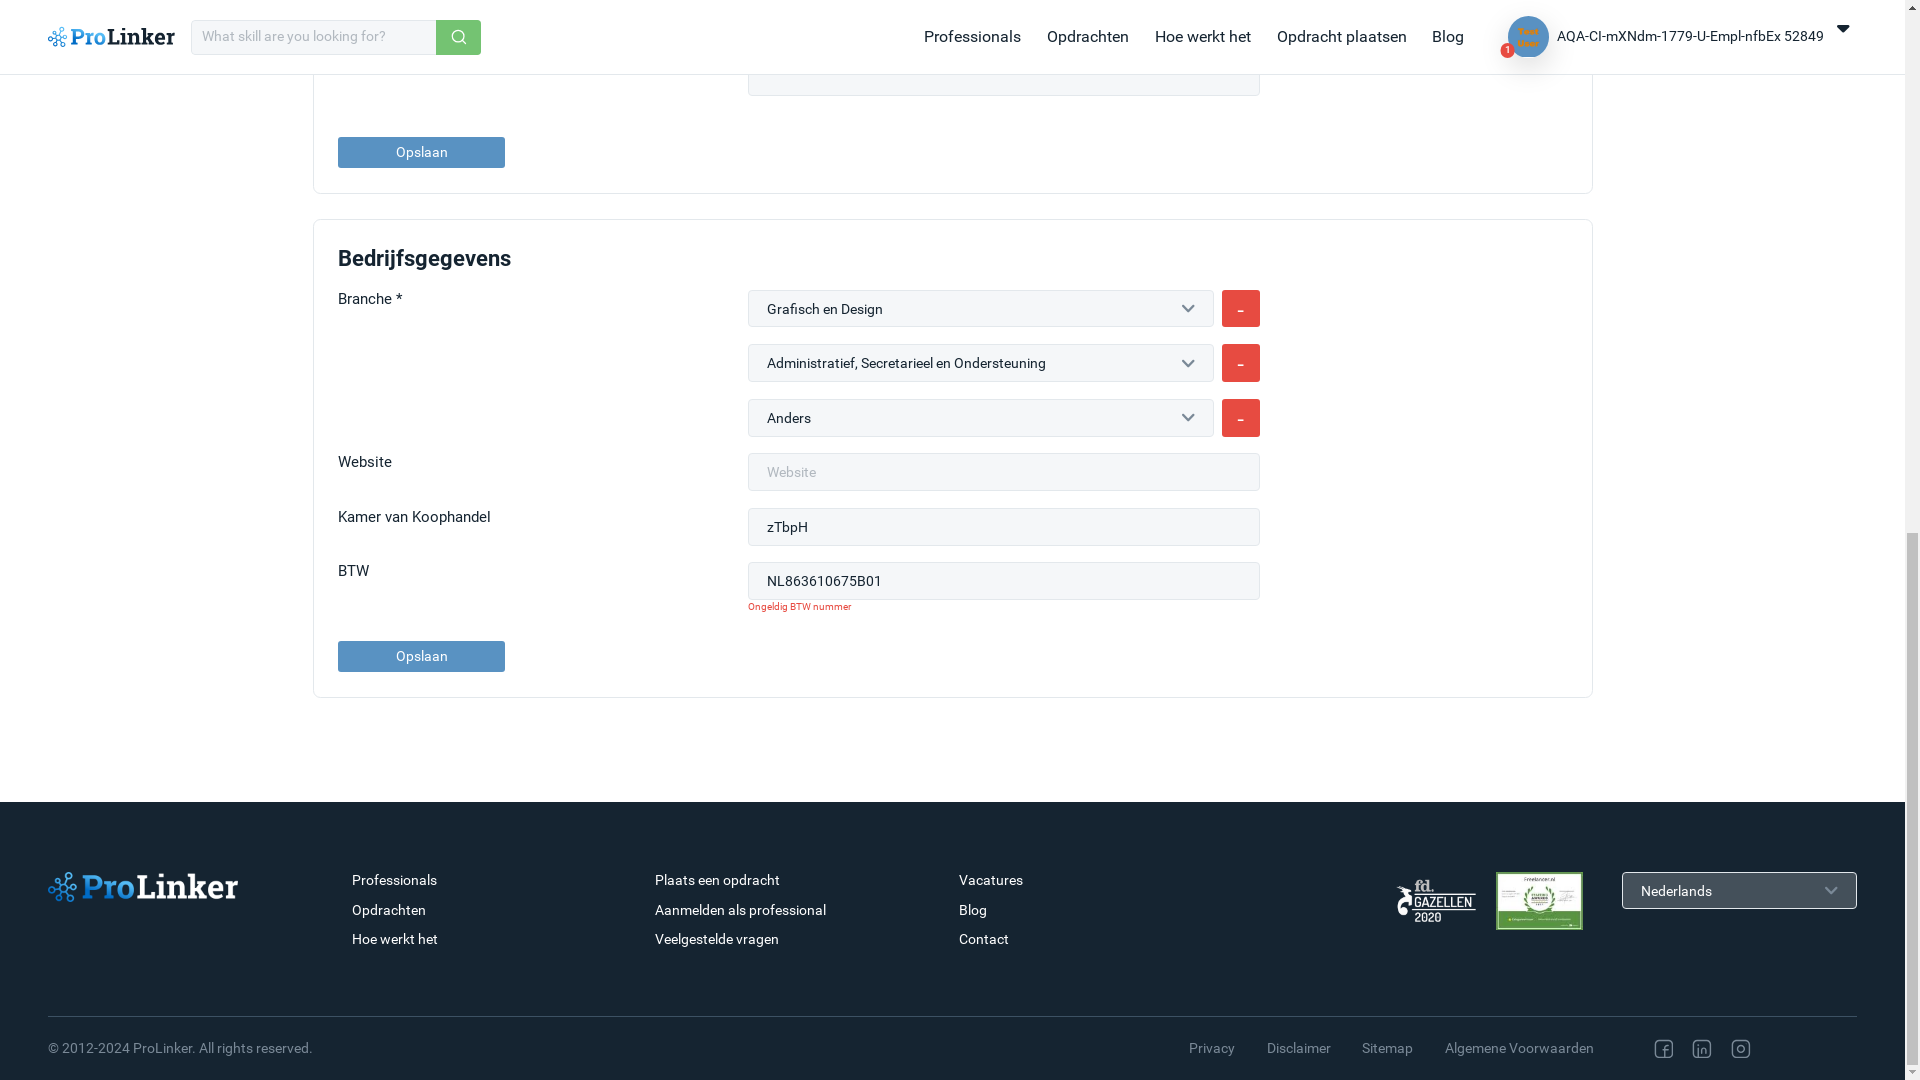 ProLinker
What skill are you looking for?
Professionals
Opdrachten
Hoe werkt het
Opdracht plaatsen
Blog
Test
User
1
AQA-CI-mXNdm-1779-U-Empl-nfbEx 52849
Opslaan
Bedrijfsgegevens
Branche *
Grafisch en Design
-
Administratief, Secretarieel en Ondersteuning
-
Anders
-
Website
Website
Kamer van Koophandel
zTbpH
BTW
NL863610675B01
Ongeldig BTW nummer
Opslaan
ProLinker
Professionals
Opdrachten
Hoe werkt het
Plaats een opdracht
Aanmelden als professional
Veelgestelde vragen
Vacatures
Blog
Contact
fd.
GAZELLEN
2020
Nederlands
© 2012-2024 ProLinker. All rights reserved.
Privacy
Disclaimer
Sitemap
Algemene Voorwaarden